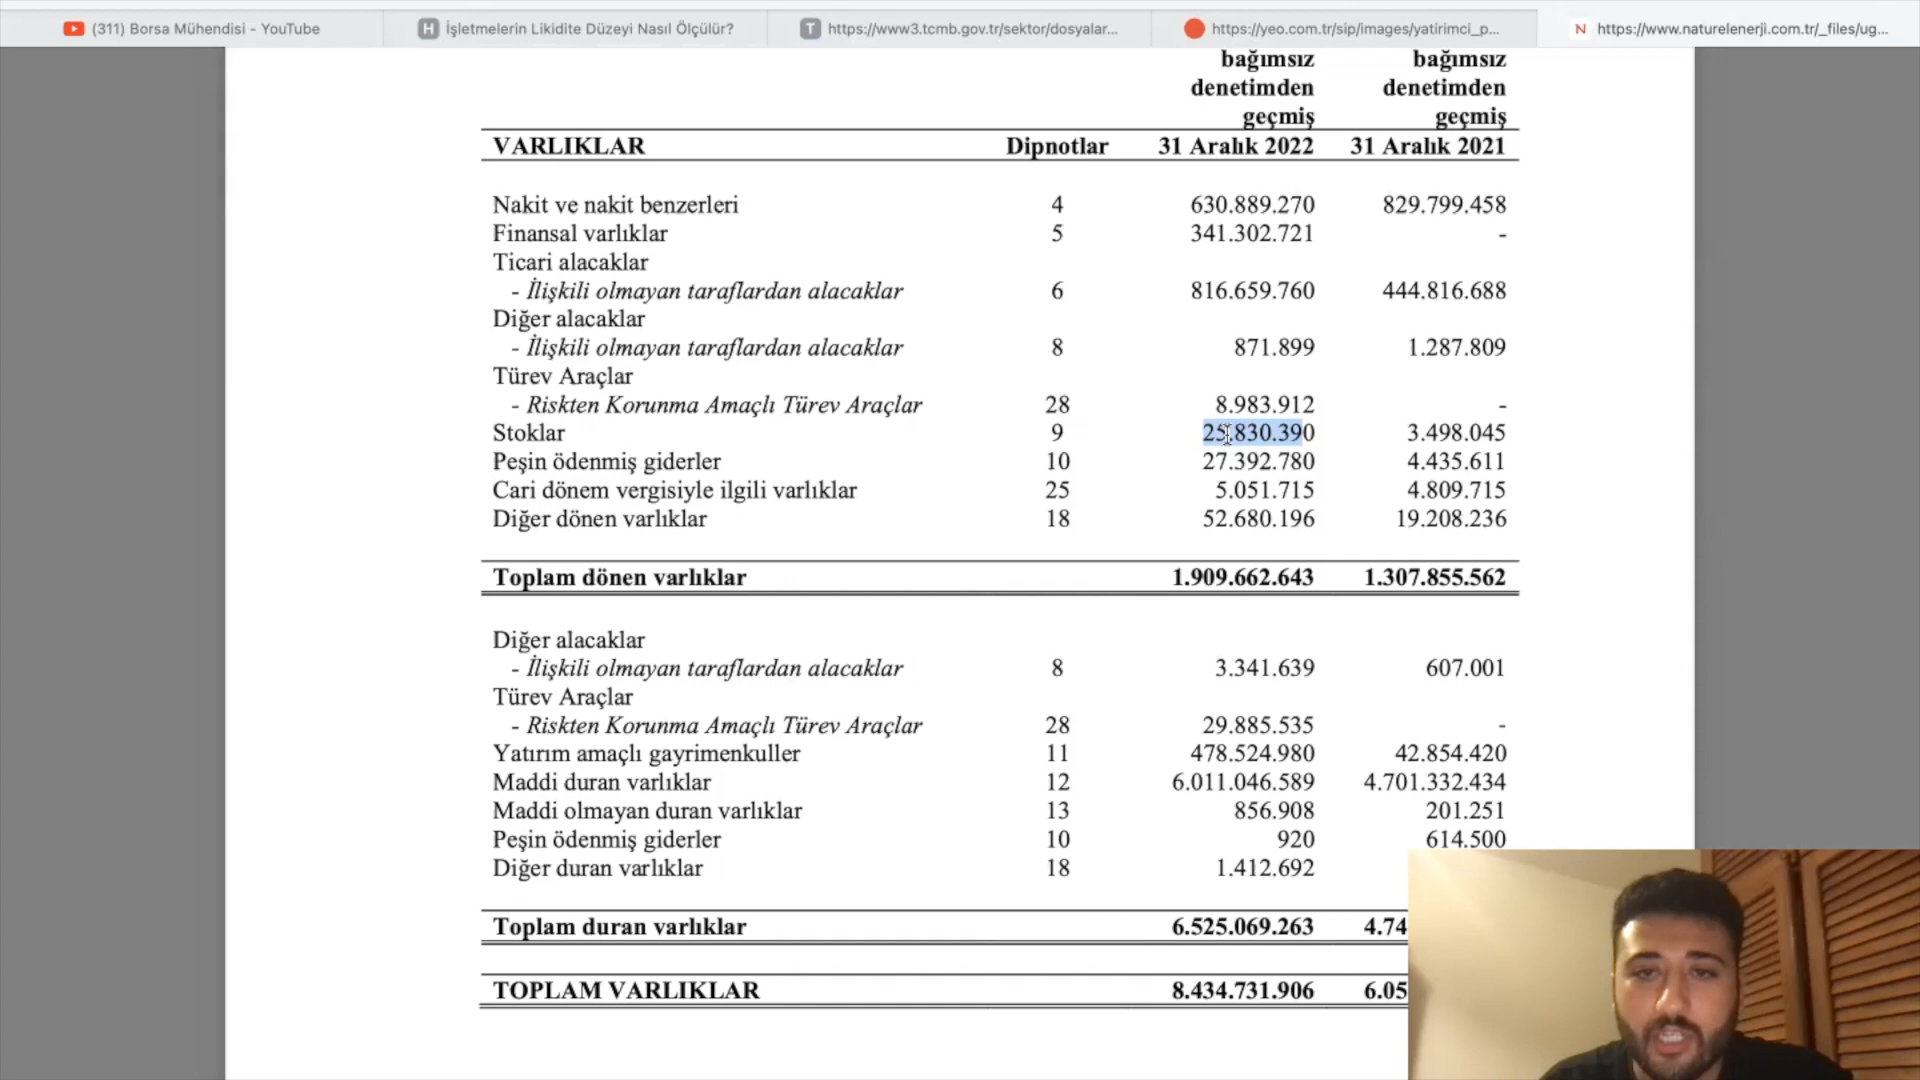 (311) Borsa Mühendisi - YouTube
H İşletmelerin Likidite Düzeyi Nasıl Ölçülür?
T https://www3.tcmb.gov.tr/sektor/dosyalar...
https://yeo.com.tr/sip/images/yatirimci_p...
N https://www.naturelenerji.com.tr/_files/ug...
bağımsız bağımsız
denetimden denetimden
geçmiş geçmiş
VARLIKLAR Dipnotlar 31 Aralık 2022 31 Aralık 2021
Nakit ve nakit benzerleri 4 630.889.270 829.799.458
Finansal varlıklar 5 341.302.721 -
Ticari alacaklar
- İlişkili olmayan taraflardan alacaklar 6 816.659.760 444.816.688
Diğer alacaklar
- İlişkili olmayan taraflardan alacaklar 8 871.899 1.287.809
Türev Araçlar
- Riskten Korunma Amaçlı Türev Araçlar 28 8.983.912 -
Stoklar 9 25.830.390 3.498.045
Peşin ödenmiş giderler 10 27.392.780 4.435.611
Cari dönem vergisiyle ilgili varlıklar 25 5.051.715 4.809.715
Diğer dönen varlıklar 18 52.680.196 19.208.236
Toplam dönen varlıklar 1.909.662.643 1.307.855.562
Diğer alacaklar
- İlişkili olmayan taraflardan alacaklar 8 3.341.639 607.001
Türev Araçlar
- Riskten Korunma Amaçlı Türev Araçlar 28 29.885.535 -
Yatırım amaçlı gayrimenkuller 11 478.524.980 42.854.420
Maddi duran varlıklar 12 6.011.046.589 4.701.332.434
Maddi olmayan duran varlıklar 13 856.908 201.251
Peşin ödenmiş giderler 10 920 614.500
Diğer duran varlıklar 18 1.412.692
Toplam duran varlıklar 6.525.069.263 4.74
TOPLAM VARLIKLAR 8.434.731.906 6.05